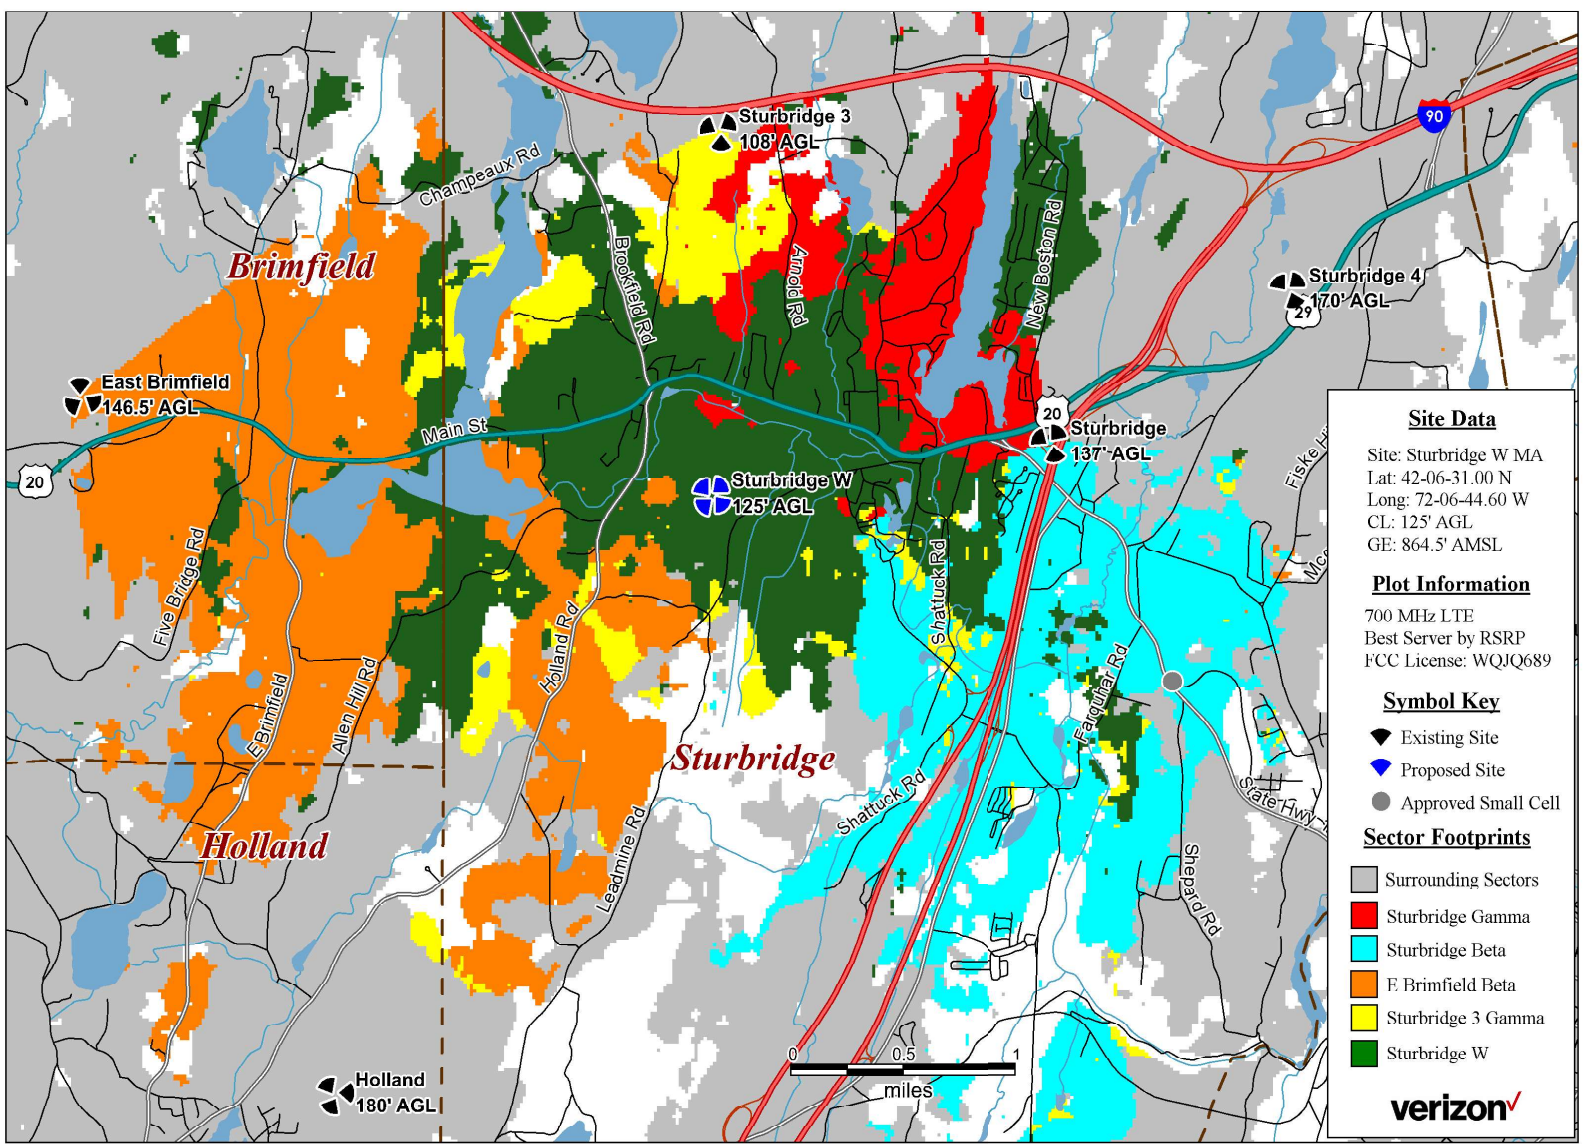 90
Sturbridge 3
108' AGL
Champeaux Rd
Brimfield
Brookfield Rd
Arnold Rd
New Boston Rd
Sturbridge 4
170' AGL
29
East Brimfield
146.5' AGL
Main St
20
Sturbridge
137' AGL
20
Sturbridge W
125' AGL
Five Bridge Rd
Shattuck Rd
Holland Rd
Allen Hill Rd
E Brimfield
Farquhar Rd
Sturbridge
Shattuck Rd
State Hwy
Holland
Leadmine Rd
Shepard Rd
Holland
180' AGL
0 0.5 1
miles
Site Data
Site: Sturbridge W MA
Lat: 42-06-31.00 N
Long: 72-06-44.60 W
CL: 125' AGL
GE: 864.5' AMSL
Plot Information
700 MHz LTE
Best Server by RSRP
FCC License: WQJQ689
Symbol Key
Existing Site
Proposed Site
Approved Small Cell
Sector Footprints
Surrounding Sectors
Sturbridge Gamma
Sturbridge Beta
E Brimfield Beta
Sturbridge 3 Gamma
Sturbridge W
verizon